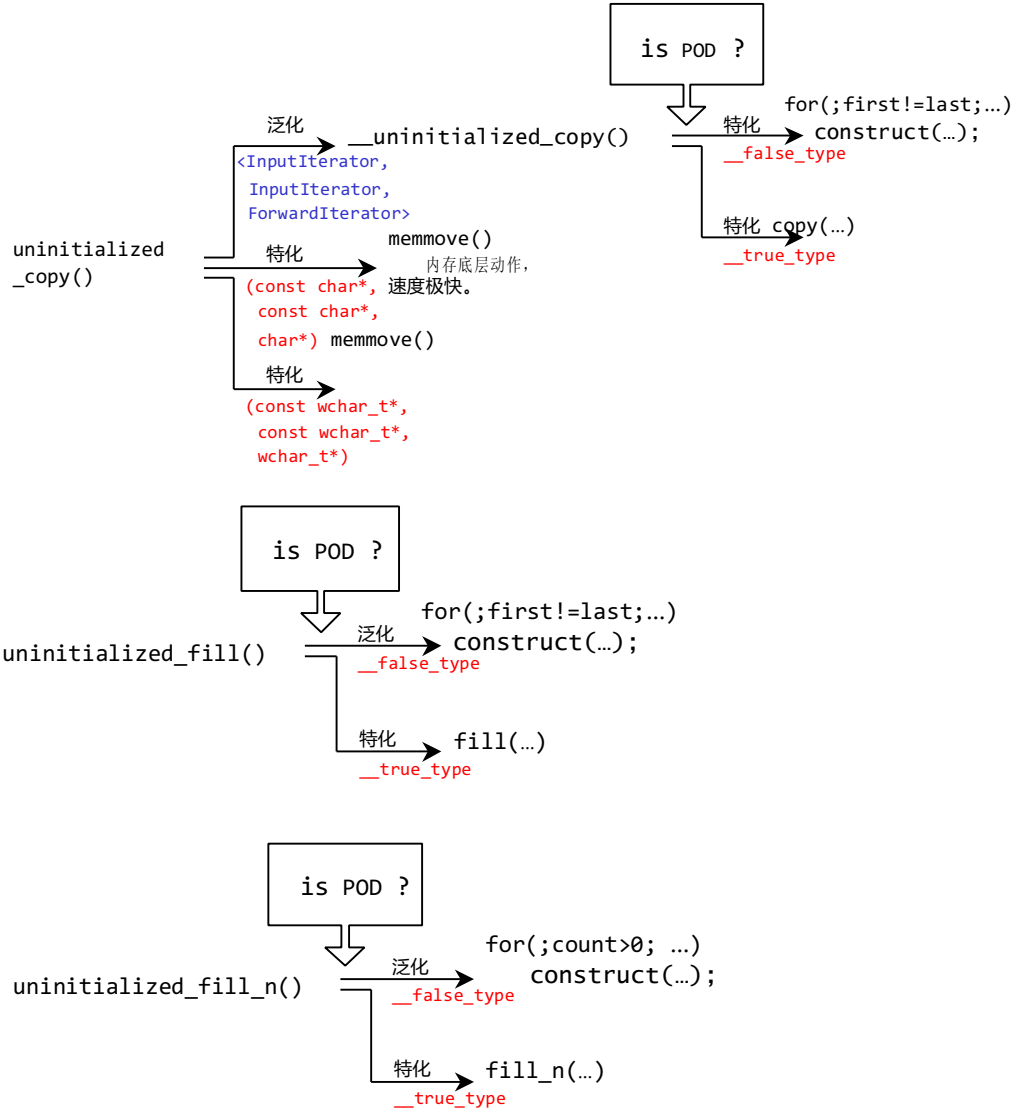 is POD ?
for(;first!=last;…)
泛化
__uninitialized_copy()
特化
construct(…);
<InputIterator,
__false_type
InputIterator,
ForwardIterator>
特化 copy(…)
__true_type
uninitialized
_copy()
特化
memmove()
内存底层动作，
(const char*,
速度极快。
const char*,
char*) memmove()
特化
(const wchar_t*,
const wchar_t*,
wchar_t*)
is POD ?
for(;first!=last;…)
uninitialized_fill()
泛化
construct(…);
__false_type
特化
fill(…)
__true_type
is POD ?
for(;count>0; …)
uninitialized_fill_n()
泛化
construct(…);
__false_type
特化
fill_n(…)
__true_type